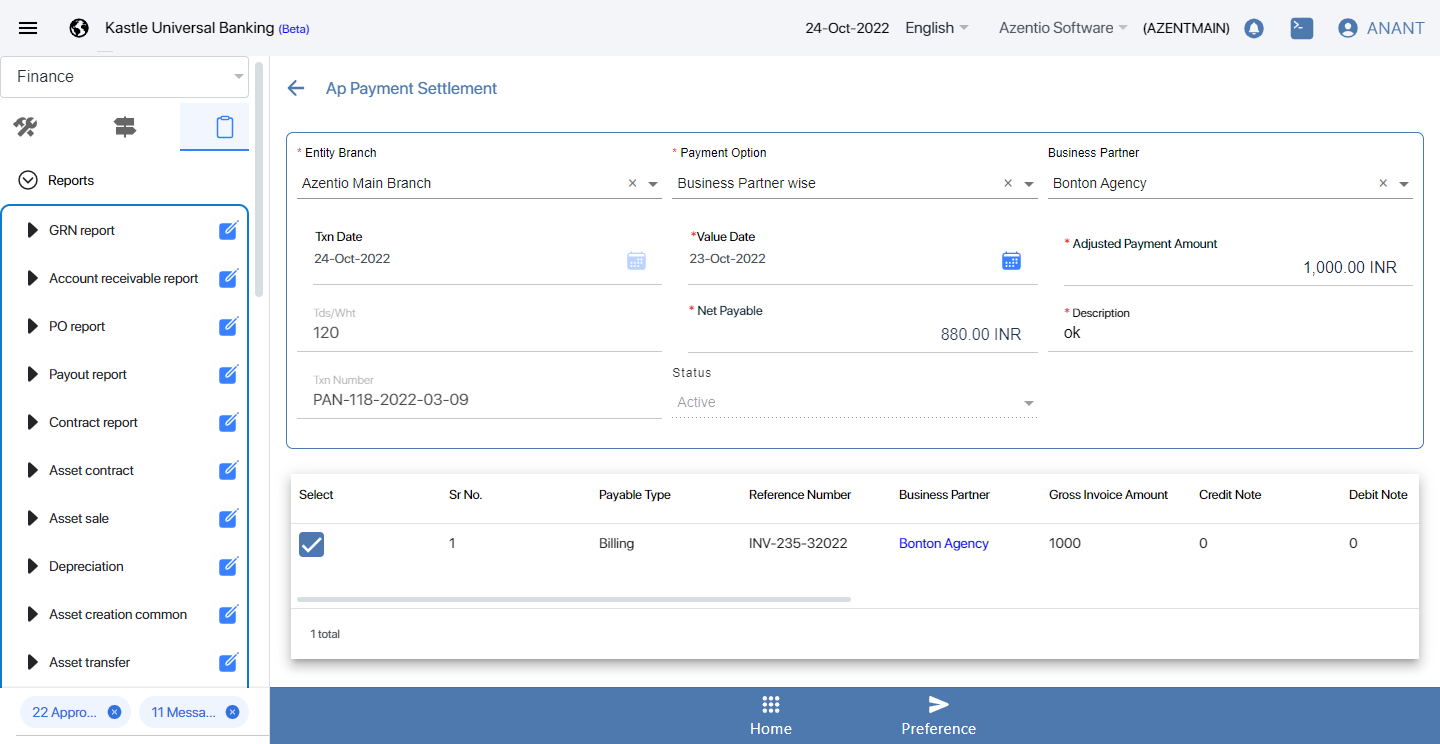 Kastle Universal Banking (Beta)
24-Oct-2022 English Azentio Software (AZENTMAIN) ANANT
Finance
Reports
GRN report
Account receivable report
PO report
Payout report
Contract report
Asset contract
Asset sale
Depreciation
Asset creation common
Asset transfer
22 Appro... 11 Messa...
Ap Payment Settlement
* Entity Branch * Payment Option Business Partner
Azentio Main Branch Business Partner wise Bonton Agency
Txn Date *Value Date * Adjusted Payment Amount
24-Oct-2022 23-Oct-2022 1,000.00 INR
Tds/Wht * Net Payable * Description
120 880.00 INR ok
Txn Number Status
PAN-118-2022-03-09 Active
Select Sr No. Payable Type Reference Number Business Partner Gross Invoice Amount Credit Note Debit Note
1 Billing INV-235-32022 Bonton Agency 1000 0 0
1 total
Home Preference